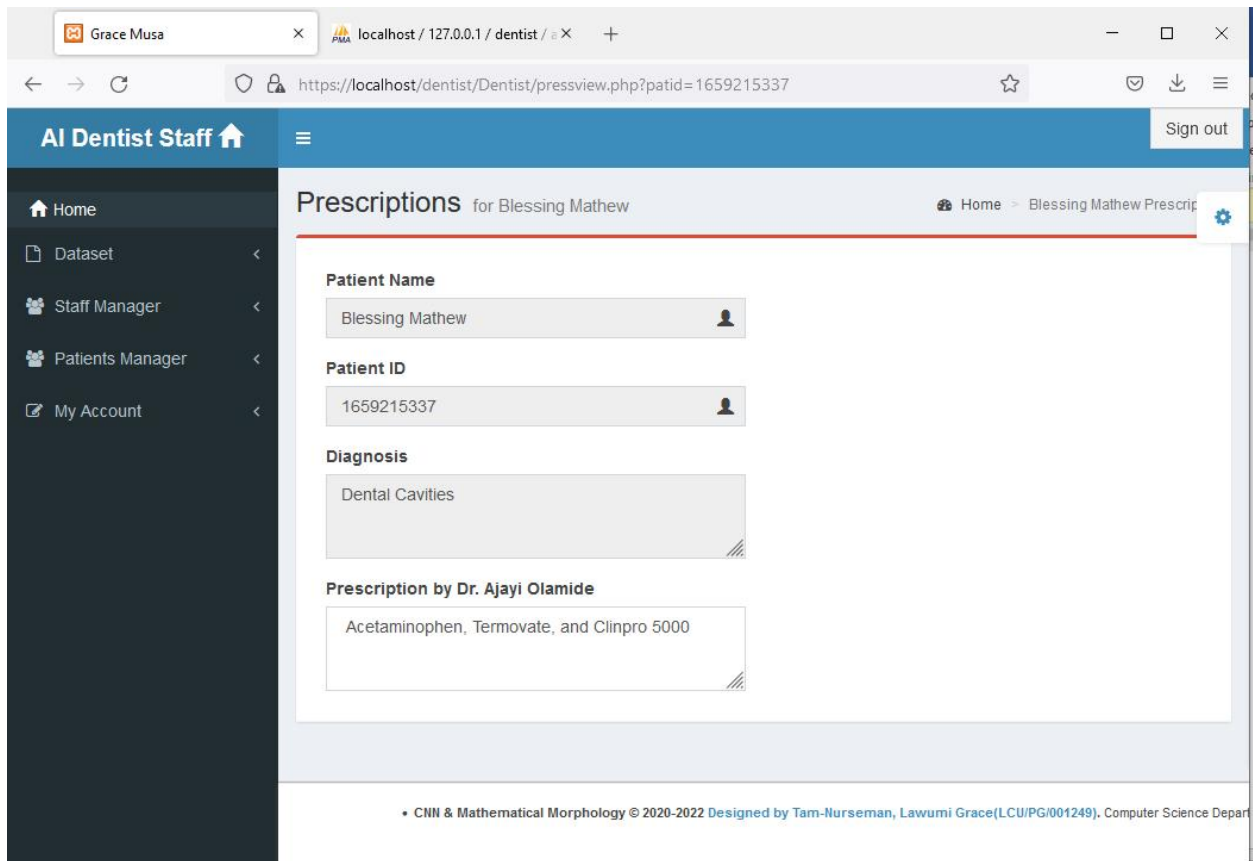 Grace Musa
localhost / 127.0.0.1 / dentist / a
https://localhost/dentist/Dentist/pressview.php?patid=1659215337
AI Dentist Staff
Sign out
Prescriptions for Blessing Mathew
Home > Blessing Mathew Prescrip
Home
Dataset
Staff Manager
Patients Manager
My Account
Patient Name
Blessing Mathew
Patient ID
1659215337
Diagnosis
Dental Cavities
Prescription by Dr. Ajayi Olamide
Acetaminophen, Termovate, and Clinpro 5000
• CNN & Mathematical Morphology © 2020-2022 Designed by Tam-Nurseman, Lawumi Grace(LCU/PG/001249). Computer Science Depart